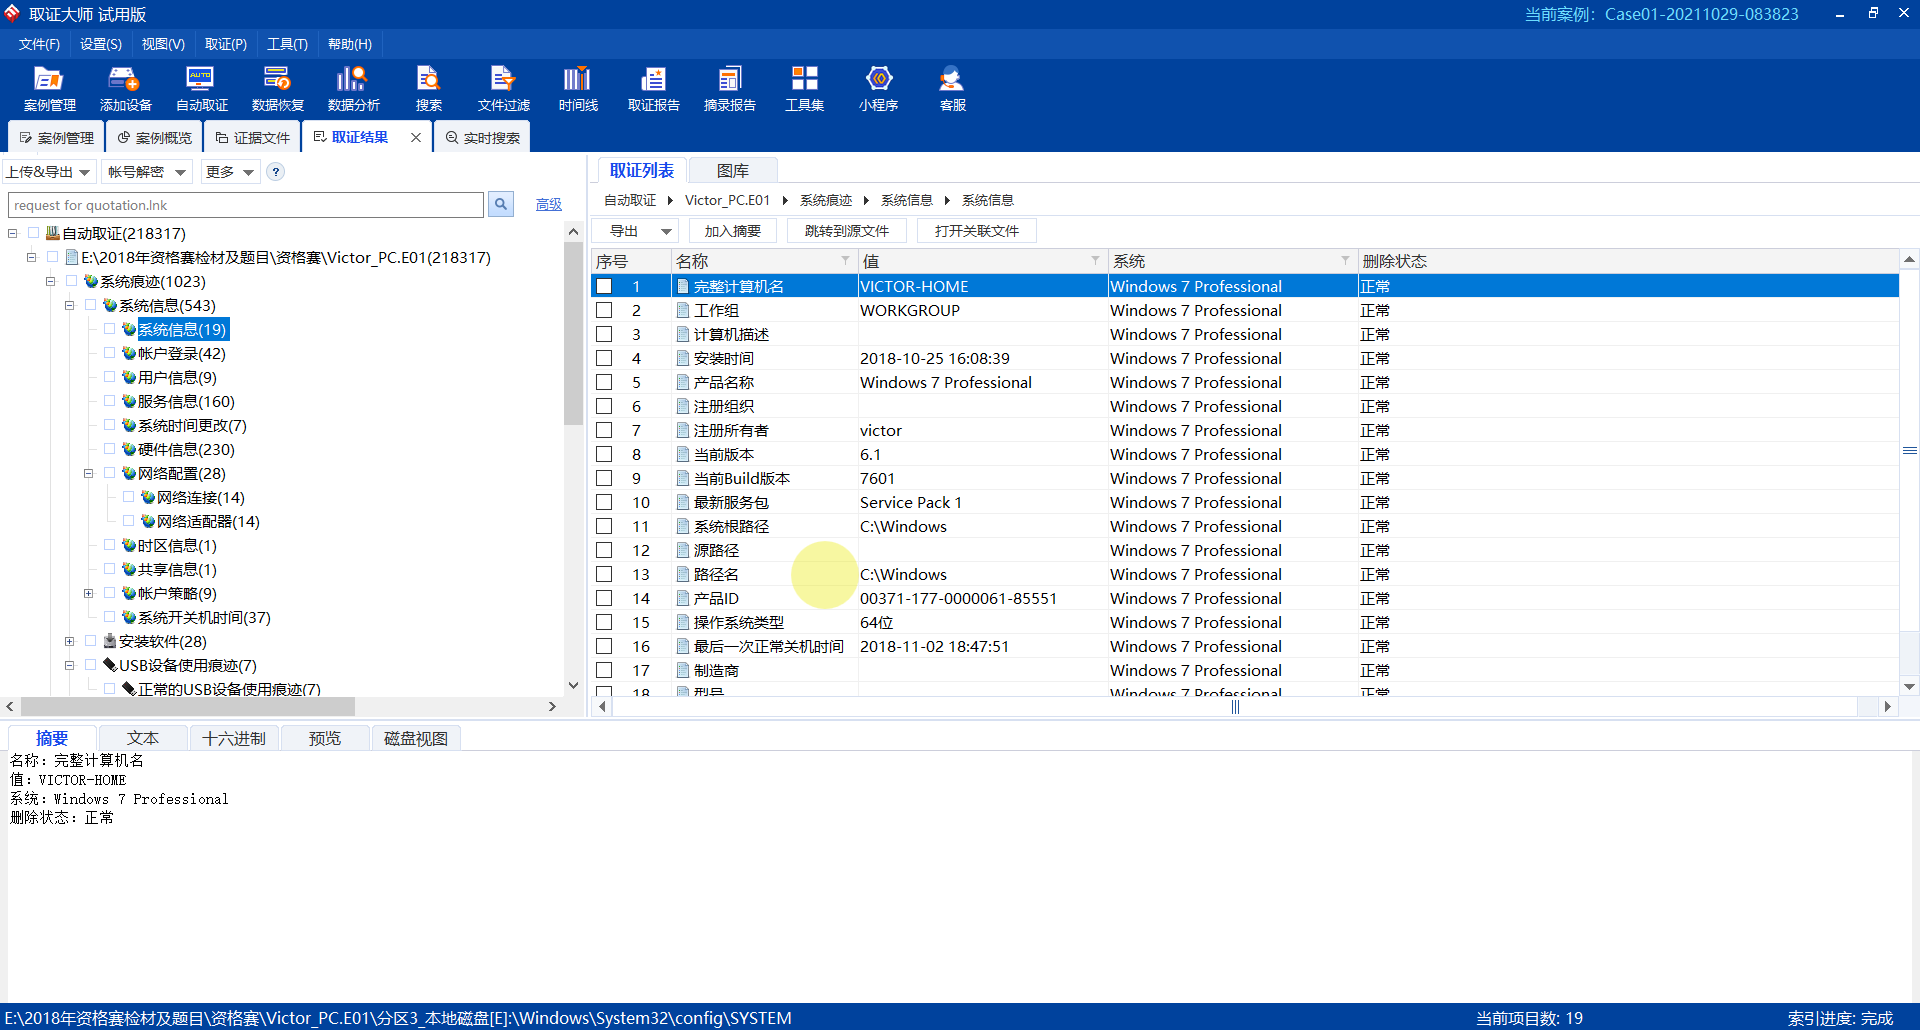 取证大师 试用版
当前案例： Case01-20211029-083823
文件(F) 设置(S) 视图(V) 取证(P) 工具(T) 帮助(H)
案例管理 添加设备 自动取证 数据恢复 数据分析 搜索 文件过滤 时间线 取证报告 摘录报告 工具集 小程序 客服
案例管理 案例概览 证据文件 取证结果 实时搜索
上传&导出 帐号解密 更多 ?
request for quotation.lnk 高级
自动取证(218317)
E:\2018年资格赛检材及题目\资格赛\Victor_PC.E01(218317)
系统痕迹(1023)
系统信息(543)
系统信息(19)
帐户登录(42)
用户信息(9)
服务信息(160)
系统时间更改(7)
硬件信息(230)
网络配置(28)
网络连接(14)
网络适配器(14)
时区信息(1)
共享信息(1)
帐户策略(9)
系统开关机时间(37)
安装软件(28)
USB设备使用痕迹(7)
正常的USB设备使用痕迹(7)
取证列表 图库
自动取证 Victor_PC.E01 系统痕迹 系统信息 系统信息
导出 加入摘要 跳转到源文件 打开关联文件
序号 名称 值 系统 删除状态
1 完整计算机名 VICTOR-HOME Windows 7 Professional 正常
2 工作组 WORKGROUP Windows 7 Professional 正常
3 计算机描述 Windows 7 Professional 正常
4 安装时间 2018-10-25 16:08:39 Windows 7 Professional 正常
5 产品名称 Windows 7 Professional Windows 7 Professional 正常
6 注册组织 Windows 7 Professional 正常
7 注册所有者 victor Windows 7 Professional 正常
8 当前版本 6.1 Windows 7 Professional 正常
9 当前Build版本 7601 Windows 7 Professional 正常
10 最新服务包 Service Pack 1 Windows 7 Professional 正常
11 系统根路径 C:\Windows Windows 7 Professional 正常
12 源路径 Windows 7 Professional 正常
13 路径名 C:\Windows Windows 7 Professional 正常
14 产品ID 00371-177-0000061-85551 Windows 7 Professional 正常
15 操作系统类型 64位 Windows 7 Professional 正常
16 最后一次正常关机时间 2018-11-02 18:47:51 Windows 7 Professional 正常
17 制造商 Windows 7 Professional 正常
18 型号 Windows 7 Professional 正常
摘要 文本 十六进制 预览 磁盘视图
名称：完整计算机名
值：VICTOR-HOME
系统：Windows 7 Professional
删除状态：正常
E:\2018年资格赛检材及题目\资格赛\Victor_PC.E01\分区3_本地磁盘[E]:\Windows\System32\config\SYSTEM
当前项目数: 19
索引进度: 完成